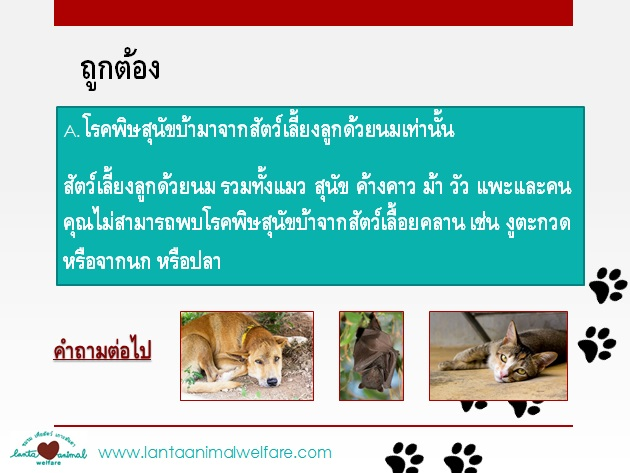 ถูกต้อง
A. โรคพิษสุนัขบ้ามาจากสัตว์เลี้ยงลูกด้วยนมเท่านั้น
สัตว์เลี้ยงลูกด้วยนม รวมทั้งแมว สุนัข ค้างคาว ม้า วัว แพะและคน
คุณไม่สามารถพบโรคพิษสุนัขบ้าจากสัตว์เลื้อยคลาน เช่น งูตะกวด
หรือจากนก หรือปลา
คำถามต่อไป
lanta animal
welfare
www.lantaanimalwelfare.com